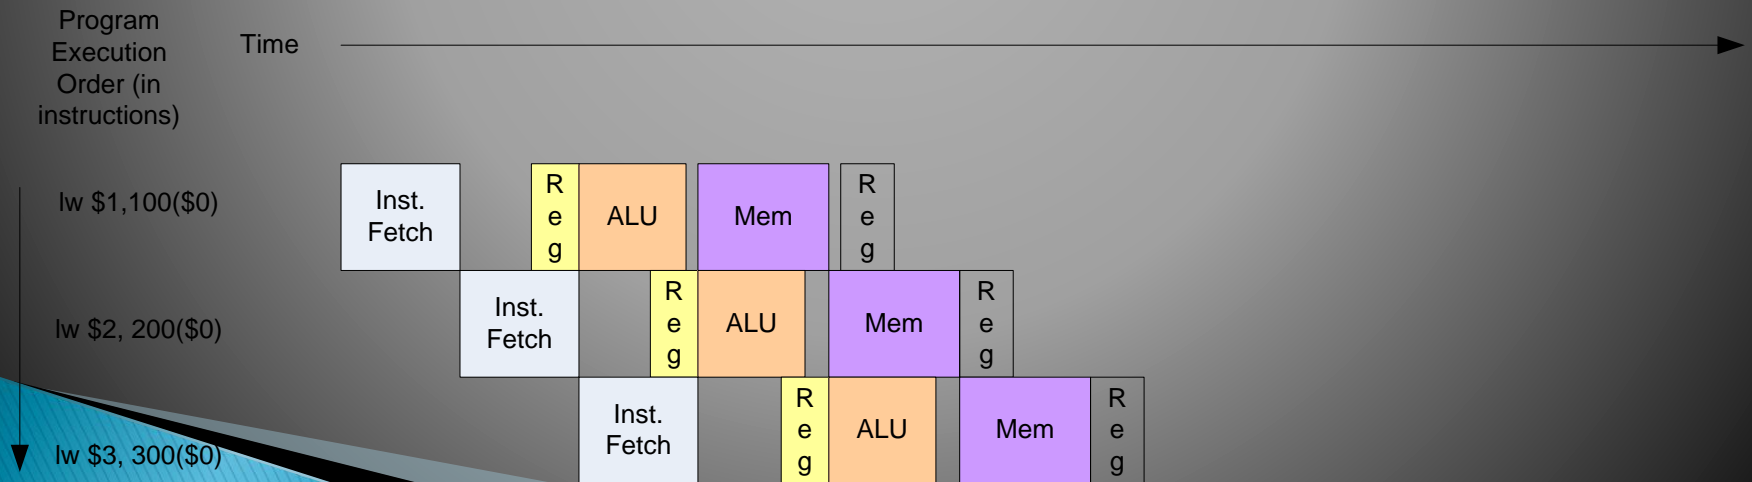 Program
Execution
Order (in
instructions)
Time
lw $1,100($0)
Inst.
Fetch
R
e
g
ALU
Mem
R
e
g
lw $2, 200($0)
Inst.
Fetch
R
e
g
ALU
Mem
R
e
g
lw $3, 300($0)
Inst.
Fetch
R
e
g
ALU
Mem
R
e
g